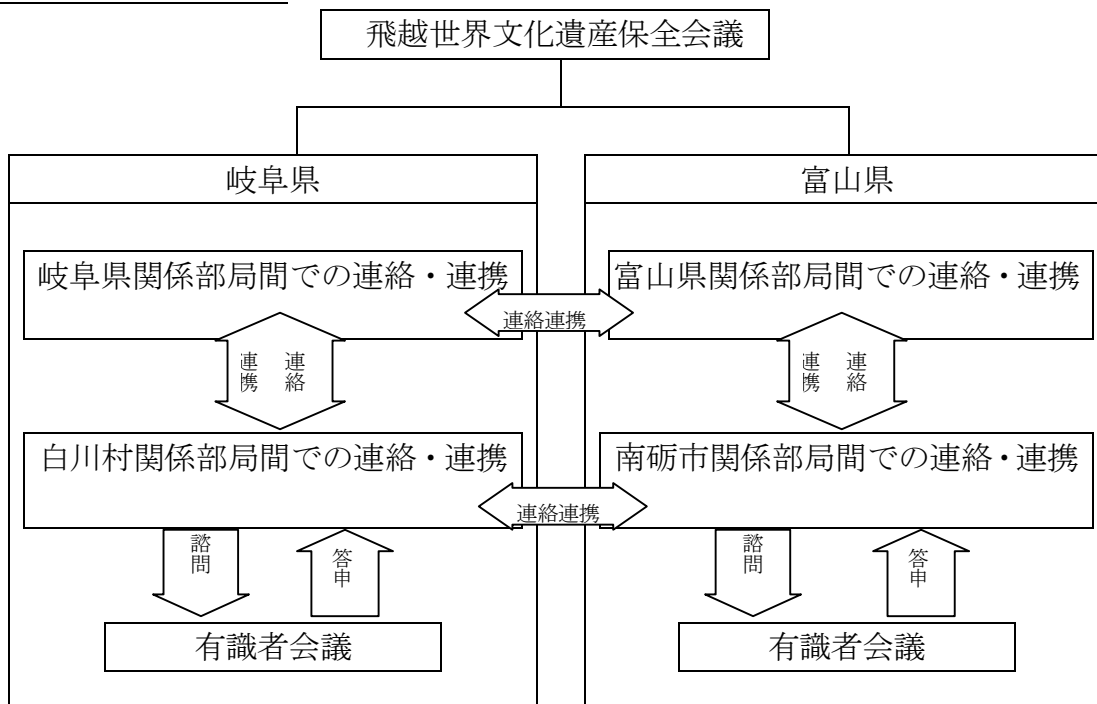 飛越世界文化遺産保全会議
岐阜県
富山県
岐阜県関係部局間での連絡・連携
連絡連携
富山県関係部局間での連絡・連携
連絡
連携
連絡
連携
白川村関係部局間での連絡・連携
連絡連携
南砺市関係部局間での連絡・連携
諮問
答申
諮問
答申
有識者会議
有識者会議